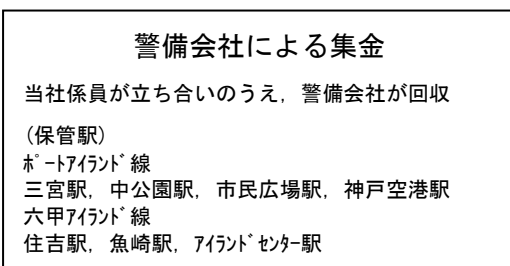 警備会社による集金
当社係員が立ち合いのうえ，警備会社が回収
(保管駅)
ﾎﾟｰﾄｱｲﾗﾝﾄﾞ線
三宮駅，中公園駅，市民広場駅，神戸空港駅
六甲ｱｲﾗﾝﾄﾞ線
住吉駅，魚崎駅，ｱｲﾗﾝﾄﾞｾﾝﾀｰ駅